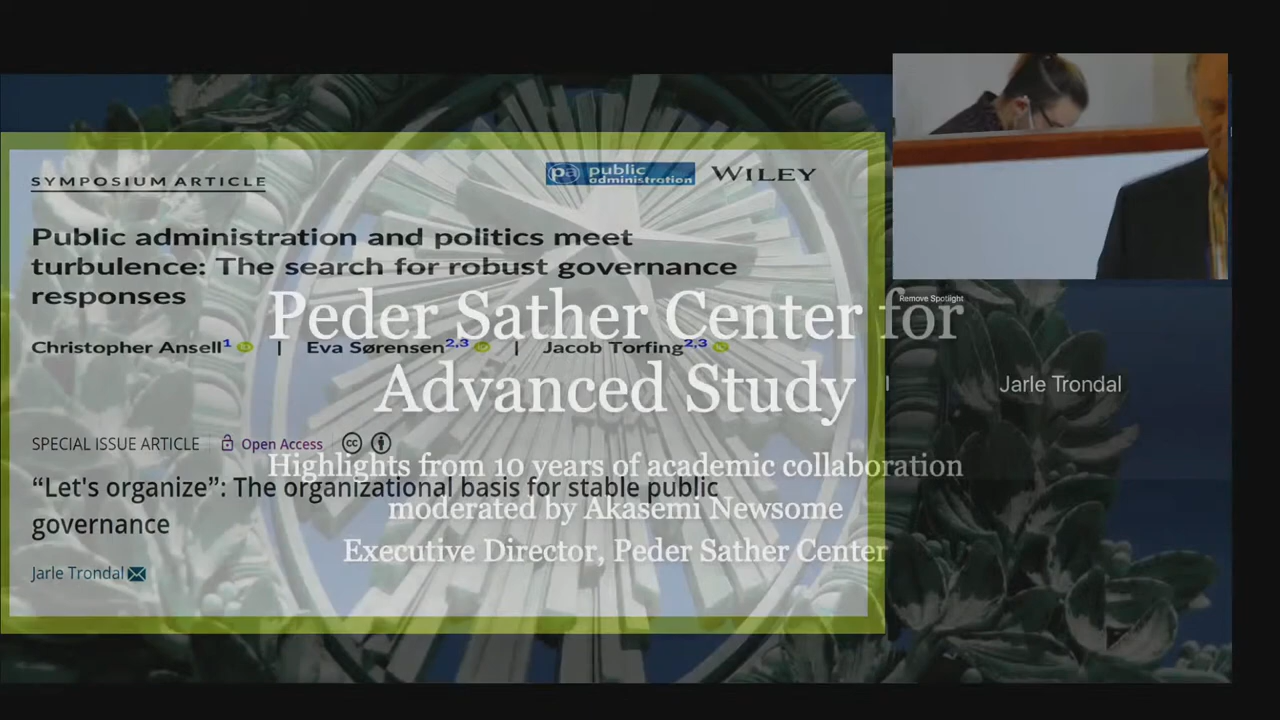 SYMPOSIUM ARTICLE
pa public administration WILEY
Public administration and politics meet
turbulence: The search for robust governance
responses
Christopher Ansell1 | Eva Sørensen2,3 | Jacob Torfing2,3
SPECIAL ISSUE ARTICLE Open Access
“Let's organize”: The organizational basis for stable public
governance
Jarle Trondal
Peder Sather Center for
Advanced Study
Highlights from 10 years of academic collaboration
moderated by Akasemi Newsome
Executive Director, Peder Sather Center
Remove Spotlight
Jarle Trondal